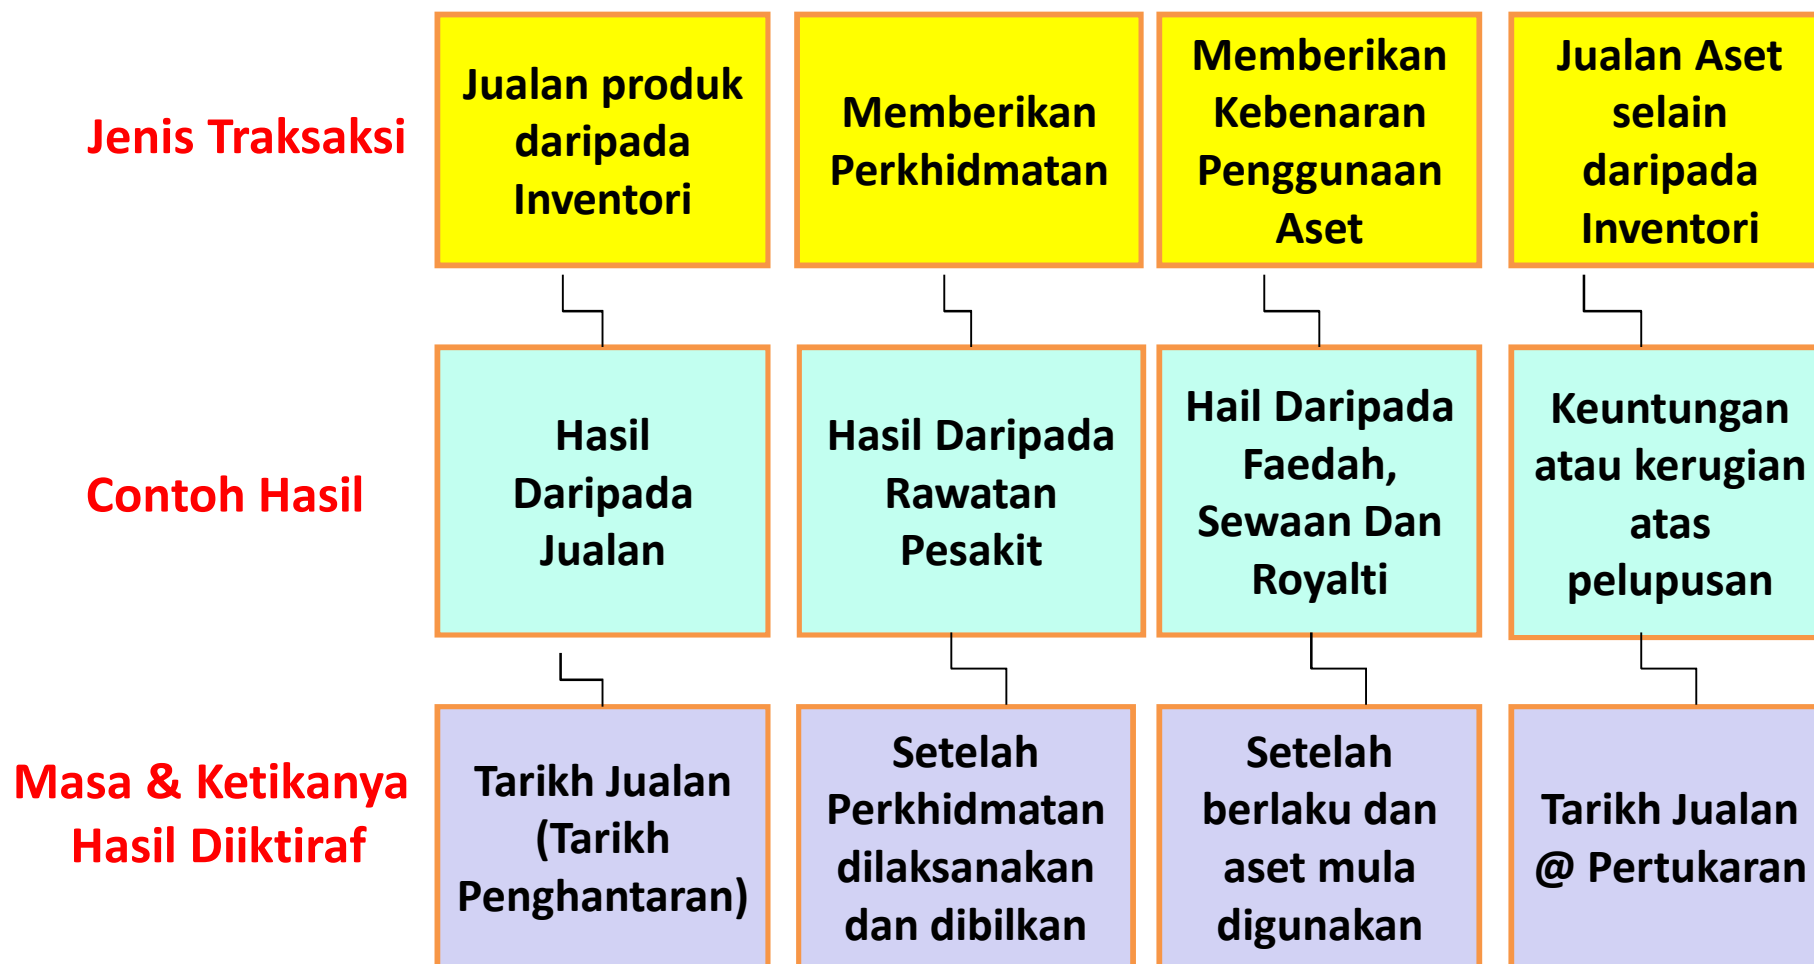 Jenis Traksaksi
Jualan produk
daripada
Inventori
Memberikan
Perkhidmatan
Memberikan
Kebenaran
Penggunaan
Aset
Jualan Aset
selain
daripada
Inventori
Contoh Hasil
Hasil
Daripada
Jualan
Hasil Daripada
Rawatan
Pesakit
Hail Daripada
Faedah,
Sewaan Dan
Royalti
Keuntungan
atau kerugian
atas
pelupusan
Masa & Ketikanya
Hasil Diiktiraf
Tarikh Jualan
(Tarikh
Penghantaran)
Setelah
Perkhidmatan
dilaksanakan
dan dibilkan
Setelah
berlaku dan
aset mula
digunakan
Tarikh Jualan
@ Pertukaran